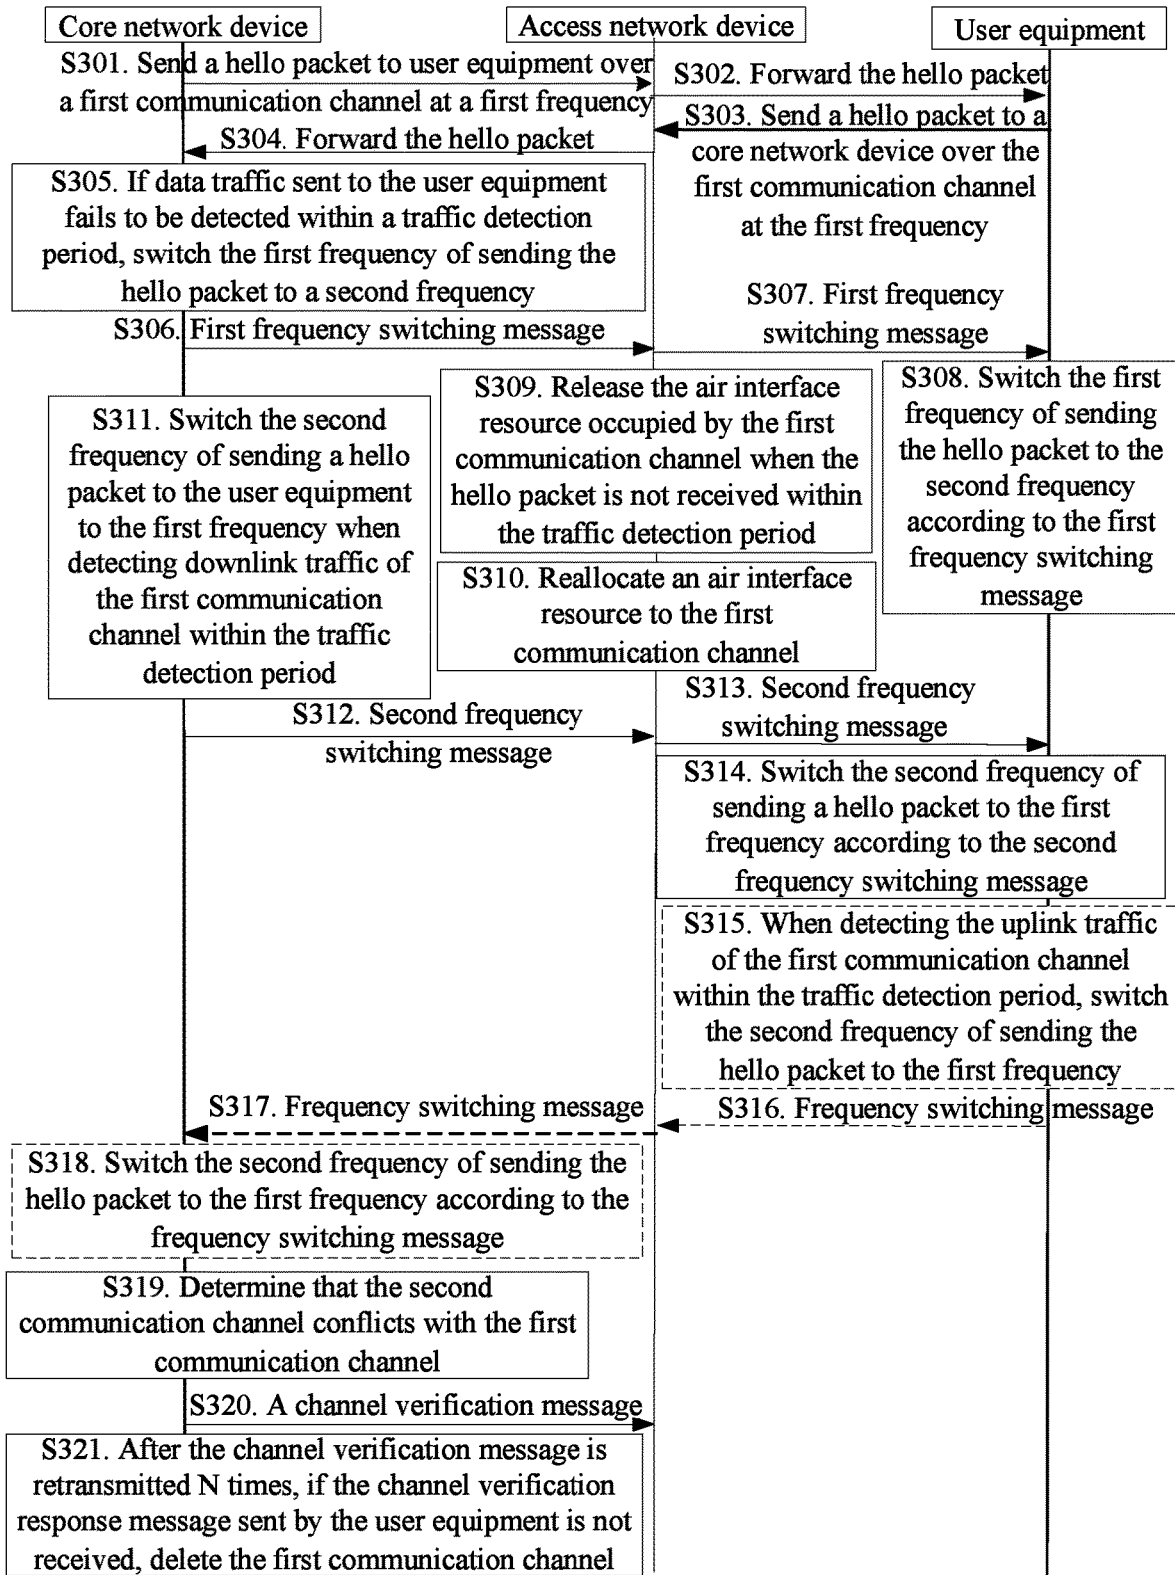 Core network device
Access network device
User equipment
S301. Send a hello packet to user equipment over
a first communication channel at a first frequency
S302. Forward the hello packet
S303. Send a hello packet to a
core network device over the
first communication channel
at the first frequency
S304. Forward the hello packet
S305. If data traffic sent to the user equipment
fails to be detected within a traffic detection
period, switch the first frequency of sending the
hello packet to a second frequency
S306. First frequency switching message
S307. First frequency
switching message
S308. Switch the first
frequency of sending
the hello packet to the
second frequency
according to the first
frequency switching
message
S309. Release the air interface
resource occupied by the first
communication channel when the
hello packet is not received within
the traffic detection period
S310. Reallocate an air interface
resource to the first
communication channel
S311. Switch the second
frequency of sending a hello
packet to the user equipment
to the first frequency when
detecting downlink traffic of
the first communication
channel within the traffic
detection period
S312. Second frequency
switching message
S313. Second frequency
switching message
S314. Switch the second frequency of
sending a hello packet to the first
frequency according to the second
frequency switching message
S315. When detecting the uplink traffic
of the first communication channel
within the traffic detection period, switch
the second frequency of sending the
hello packet to the first frequency
S316. Frequency switching message
S317. Frequency switching message
S318. Switch the second frequency of sending the
hello packet to the first frequency according to the
frequency switching message
S319. Determine that the second
communication channel conflicts with the first
communication channel
S320. A channel verification message
S321. After the channel verification message is
retransmitted N times, if the channel verification
response message sent by the user equipment is not
received, delete the first communication channel